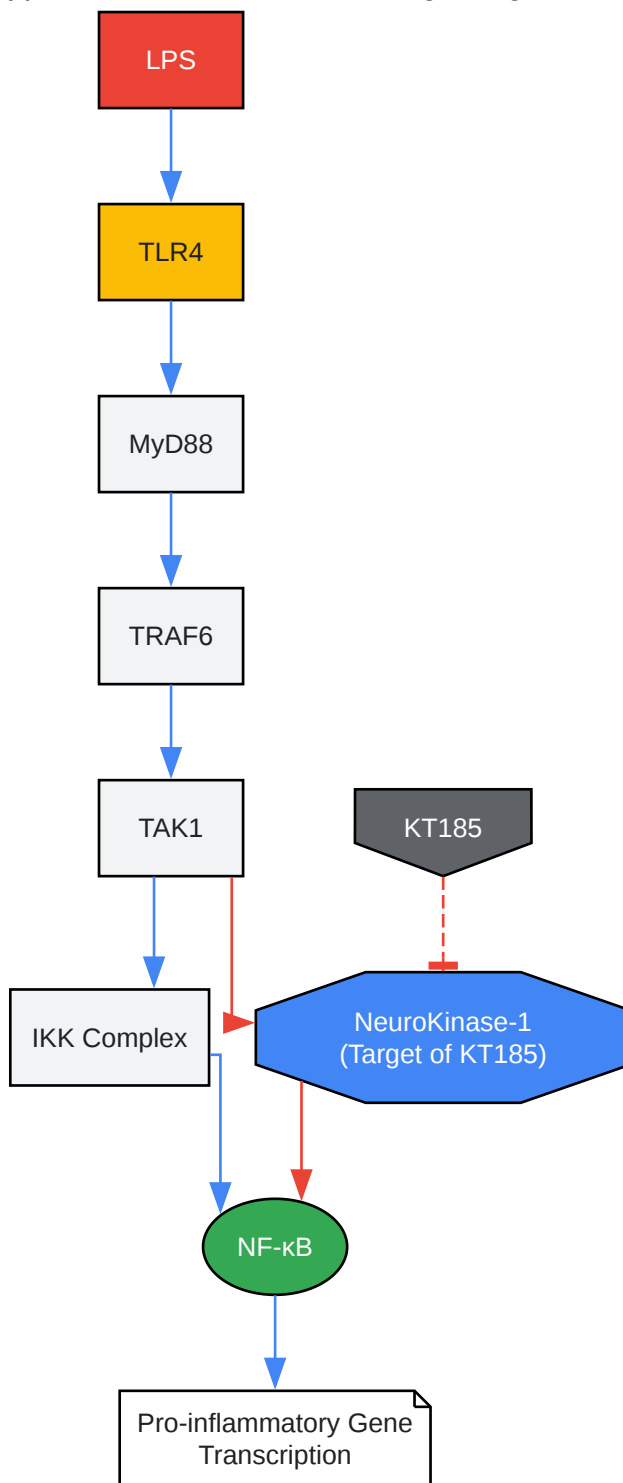 LPS
TLR4
MyD88
TRAF6
TAK1
KT185
IKK Complex
NeuroKinase-1
(Target of KT185)
NF-κB
Pro-inflammatory Gene
Transcription